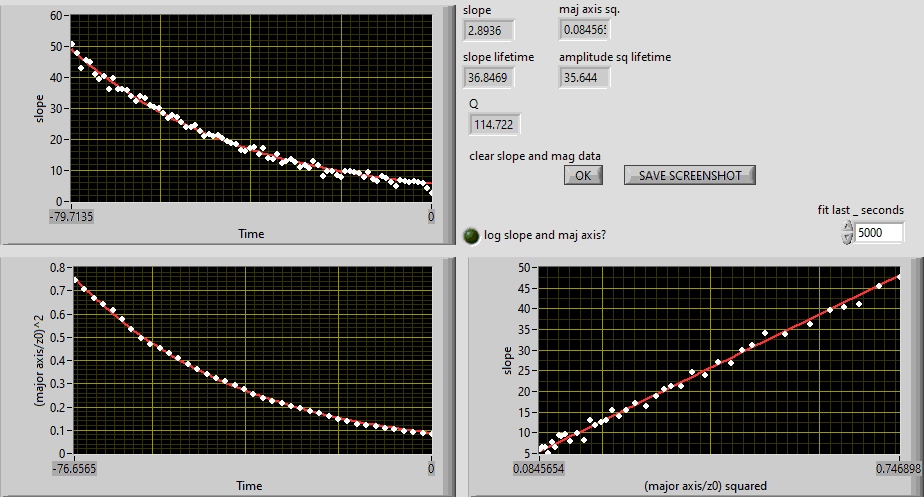 60
50
40
30
20
10
0
slope
-79.7135
0
Time
slope
maj axis sq.
2.8936
0.08456
slope lifetime
amplitude sq lifetime
36.8469
35.644
Q
114.722
clear slope and mag data
OK
SAVE SCREENSHOT
fit last _ seconds
5000
log slope and maj axis?
0.8
0.7
0.6
0.5
0.4
0.3
0.2
0.1
0
(major axis/z0)^2
-76.6565
0
Time
50
45
40
35
30
25
20
15
10
5
slope
0.0845654
0.746898
(major axis/z0) squared